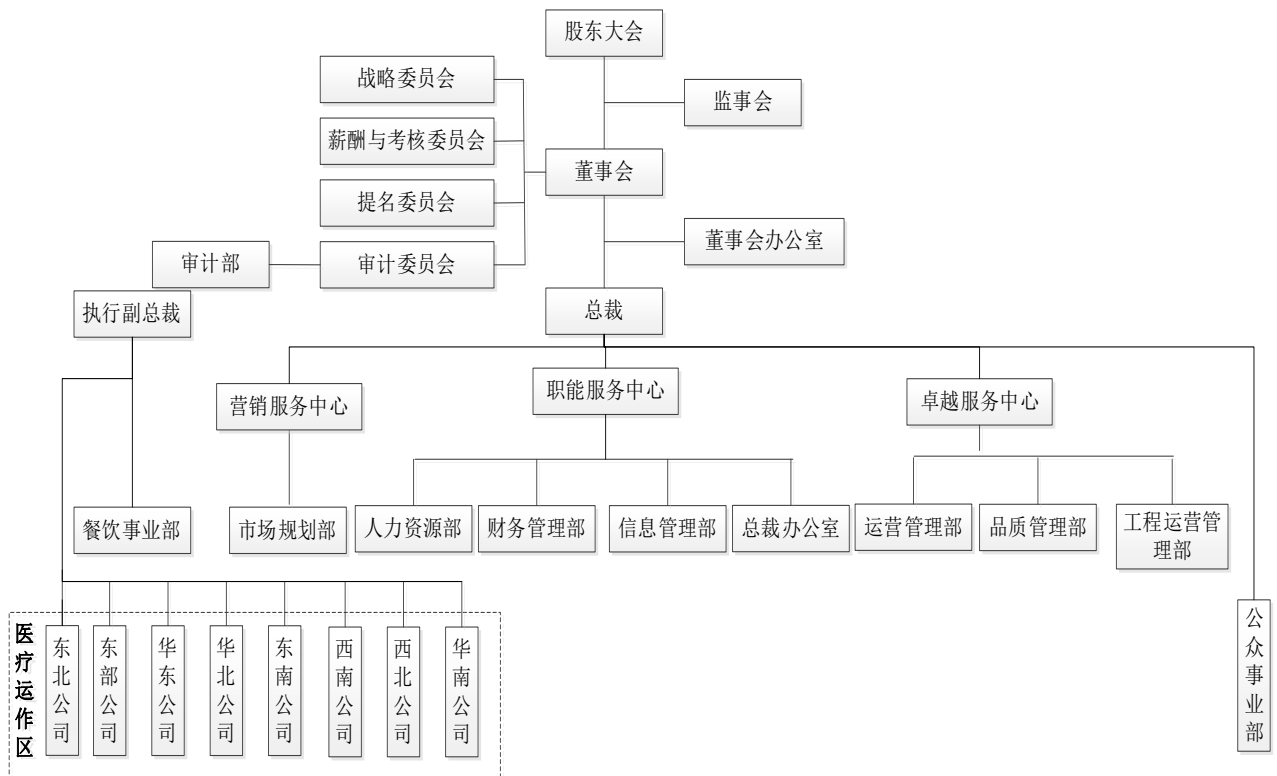 股东大会
战略委员会
监事会
薪酬与考核委员会
董事会
提名委员会
董事会办公室
审计部
审计委员会
执行副总裁
总裁
营销服务中心
职能服务中心
卓越服务中心
餐饮事业部
市场规划部
人力资源部
财务管理部
信息管理部
总裁办公室
运营管理部
品质管理部
工程运营管
理部
医疗运作区
东北公司
东部公司
华东公司
华北公司
东南公司
西南公司
西北公司
华南公司
公众事业部